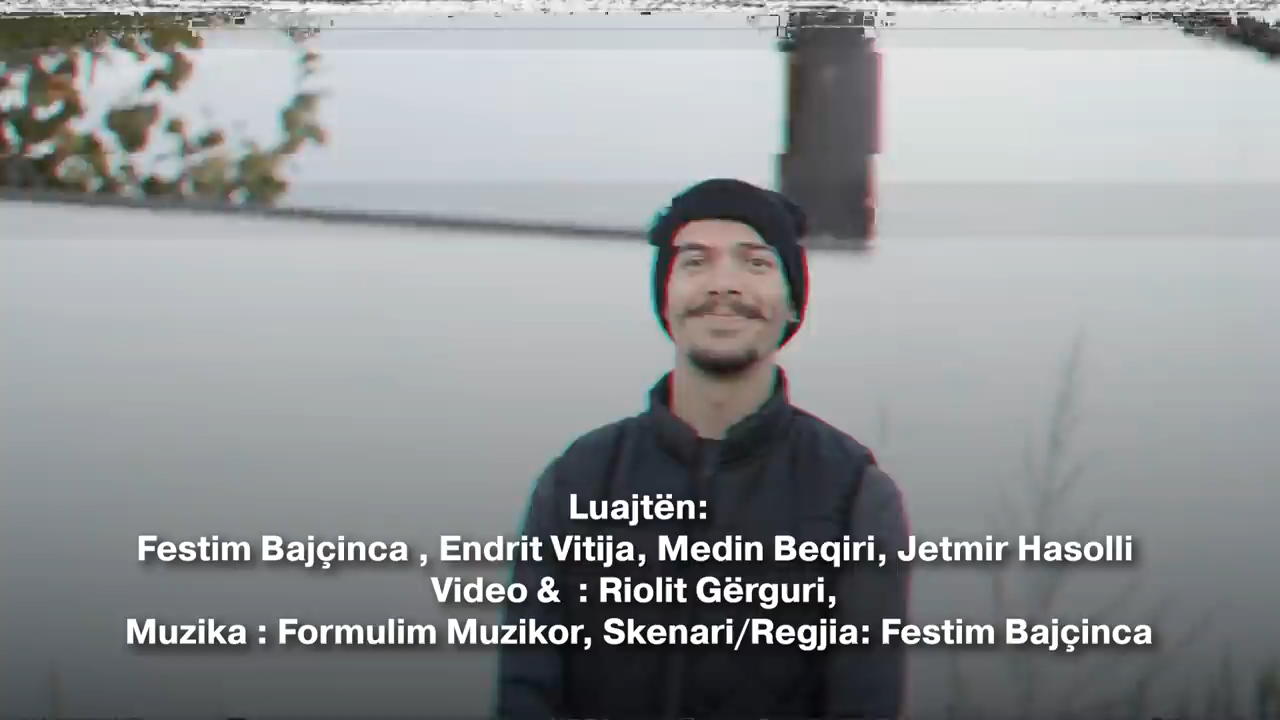 Luajtën:
Festim Bajçinca , Endrit Vitija, Medin Beqiri, Jetmir Hasolli
Video &  : Riolit Gërguri,
Muzika : Formulim Muzikor, Skenari/Regjia: Festim Bajçinca